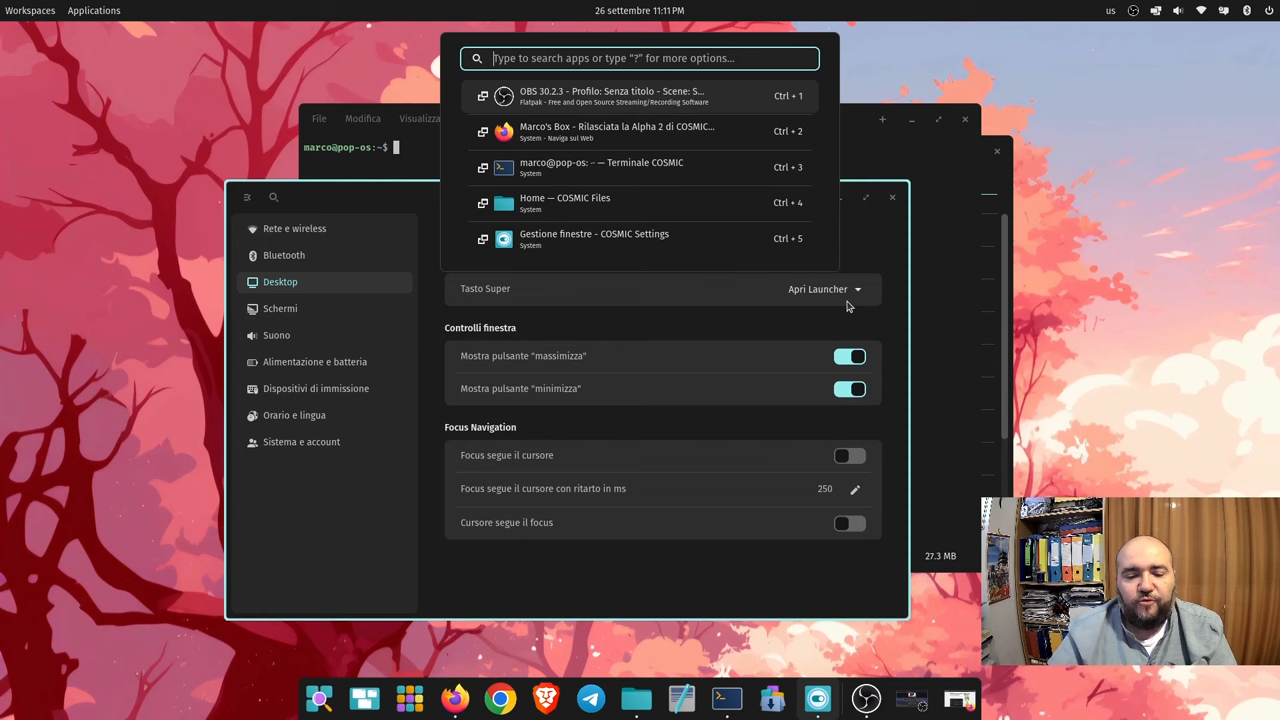 Workspaces
Applications
26 settembre 11:11 PM
us
Type to search apps or type "?" for more options...
OBS 30.2.3 - Profilo: Senza titolo - Scene: S...
Flatpak - Free and Open Source Streaming/Recording Software
Ctrl + 1
Marco's Box - Rilasciata la Alpha 2 di COSMIC...
System - Naviga sul Web
Ctrl + 2
marco@pop-os: ~ — Terminale COSMIC
System
Ctrl + 3
Home — COSMIC Files
System
Ctrl + 4
Gestione finestre - COSMIC Settings
System
Ctrl + 5
File
Modifica
Visualizza
marco@pop-os:~$
Rete e wireless
Bluetooth
Desktop
Schermi
Suono
Alimentazione e batteria
Dispositivi di immissione
Orario e lingua
Sistema e account
Tasto Super
Apri Launcher
Controlli finestra
Mostra pulsante "massimizza"
Mostra pulsante "minimizza"
Focus Navigation
Focus segue il cursore
Focus segue il cursore con ritarto in ms
250
Cursore segue il focus
27.3 MB